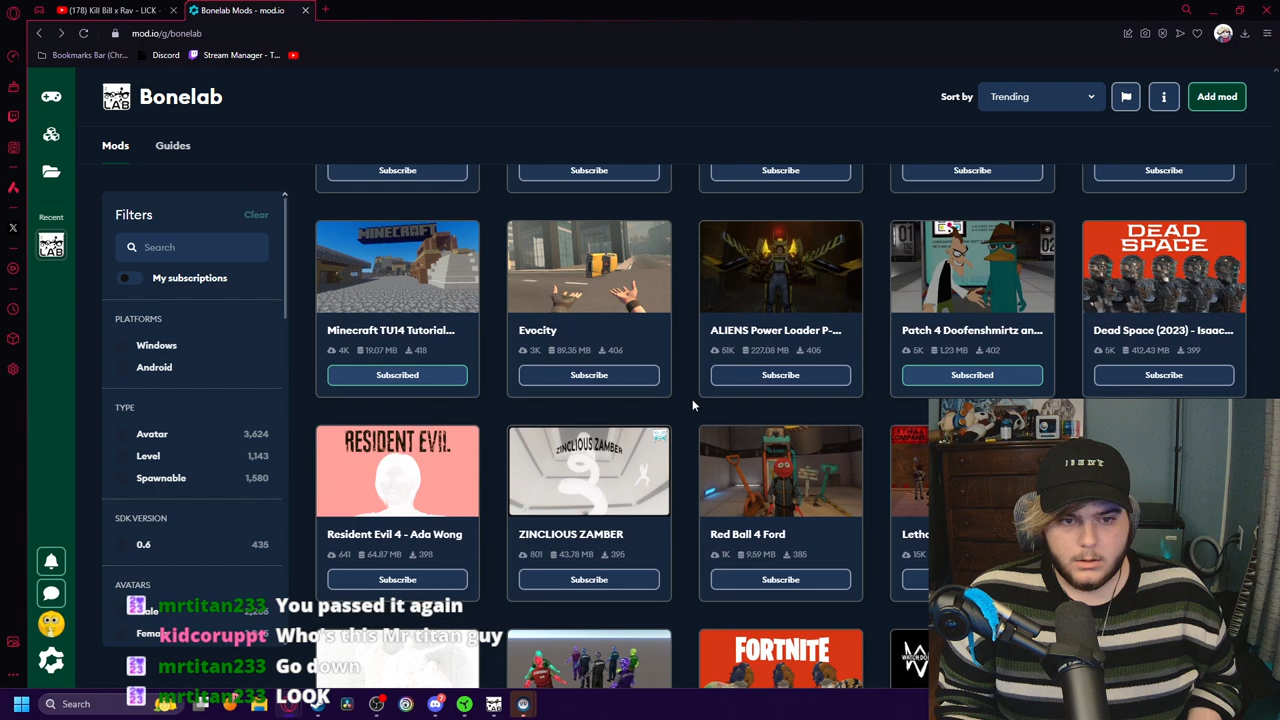 (178) Kill Bill x Rav - LICK -
Bonelab Mods - mod.io
mod.io/g/bonelab
Bookmarks Bar (Chr...
Discord
Stream Manager - T...
LAB
Bonelab
Sort by
Trending
Add mod
Mods
Guides
Recent
LAB
Filters
Clear
Search
My subscriptions
PLATFORMS
Windows
Android
TYPE
Avatar 3,624
Level 1,143
Spawnable 1,580
SDK VERSION
0.6 435
AVATARS
Subscribe
Subscribe
Subscribe
Subscribe
Subscribe
MINECRAFT
DEAD SPACE
Minecraft TU14 Tutorial...
Evocity
ALIENS Power Loader P-...
Patch 4 Doofenshmirtz an...
Dead Space (2023) - Isaac...
4K 19.07 MB 418
3K 89.35 MB 406
51K 227.08 MB 405
5K 1.23 MB 402
5K 412.43 MB 399
Subscribed
Subscribe
Subscribe
Subscribed
Subscribe
RESIDENT EVIL
ZINCLIOUS ZAMBER
Resident Evil 4 - Ada Wong
ZINCLIOUS ZAMBER
Red Ball 4 Ford
Letha
641 64.87 MB 398
801 43.78 MB 395
1K 9.59 MB 385
15K
Subscribe
Subscribe
Subscribe
FORTNITE
WATCH DO
mrtitan233 You passed it again
kidcoruppt Who's this Mr titan guy
mrtitan233 Go down
mrtitan233 LOOK
Search